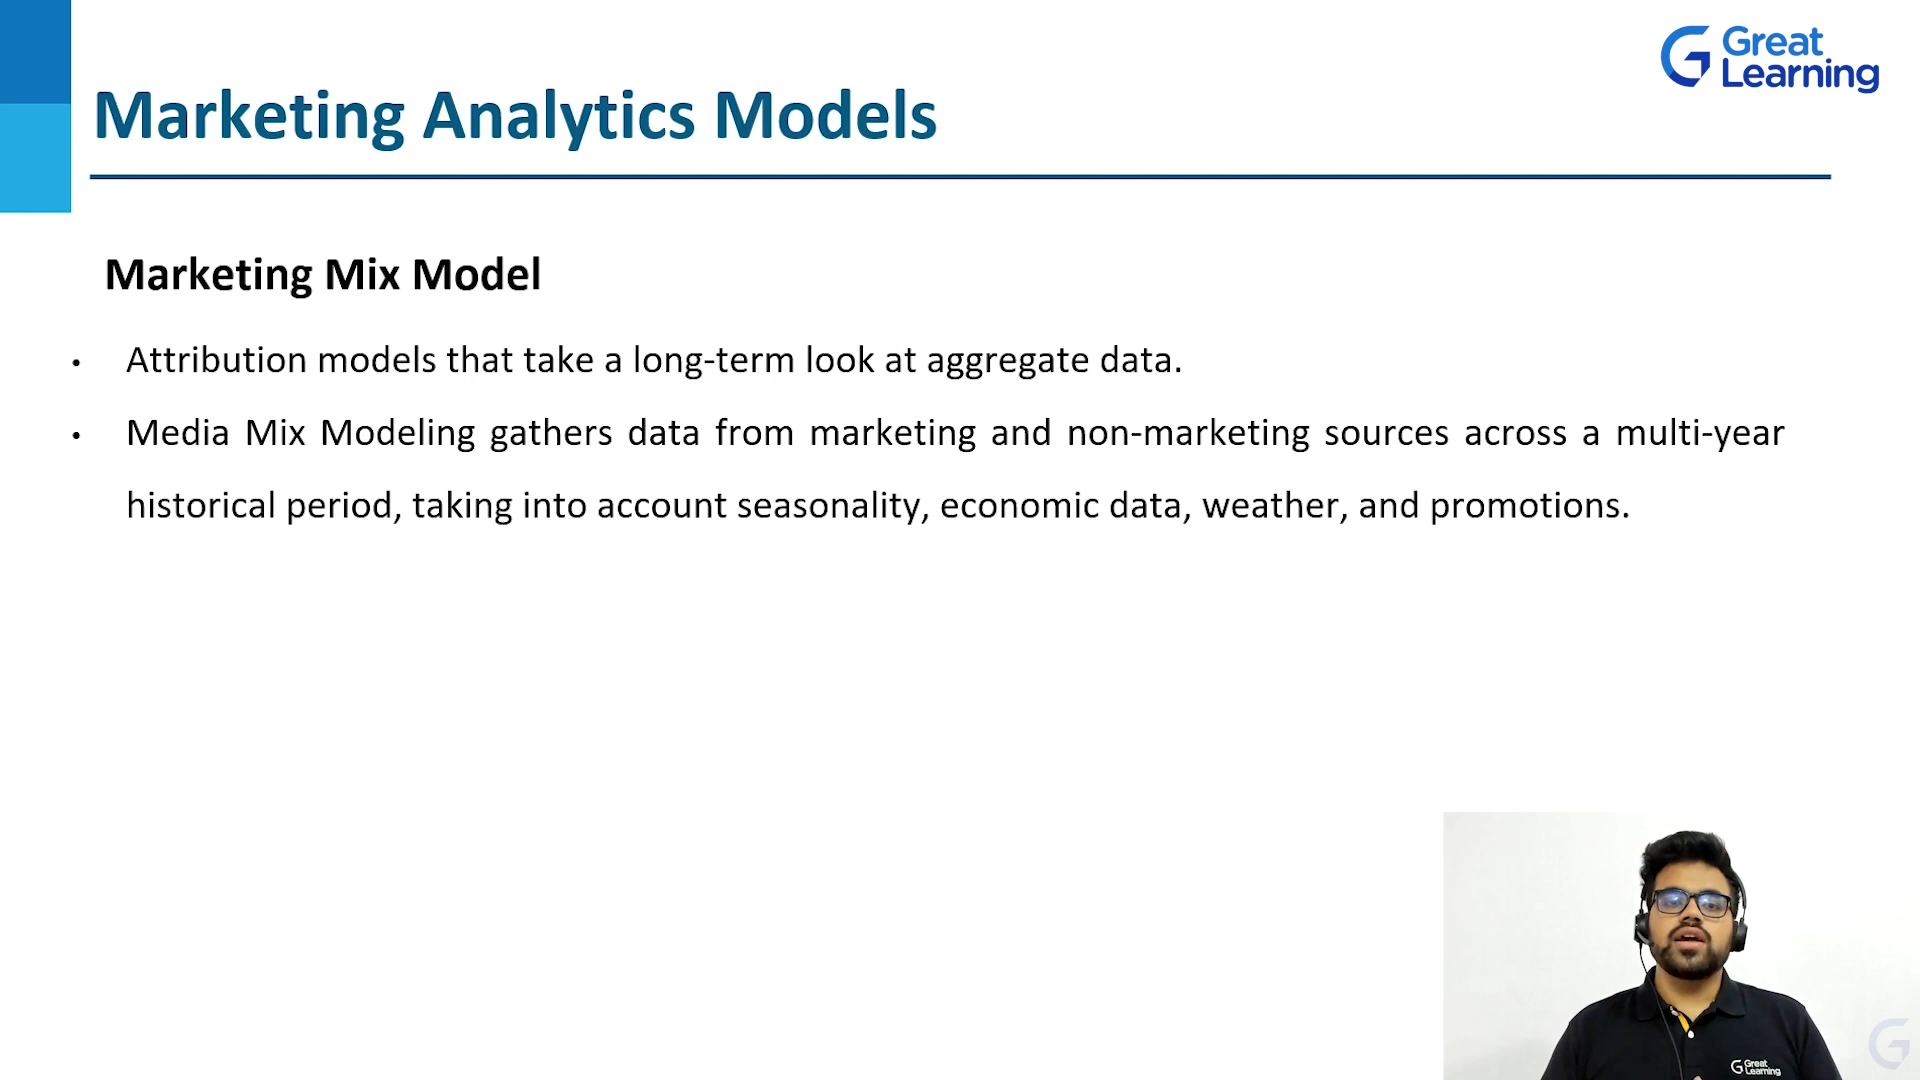 Great
Learning
Marketing Analytics Models
Marketing Mix Model
• Attribution models that take a long-term look at aggregate data.
• Media Mix Modeling gathers data from marketing and non-marketing sources across a multi-year
historical period, taking into account seasonality, economic data, weather, and promotions.
Great
Learning